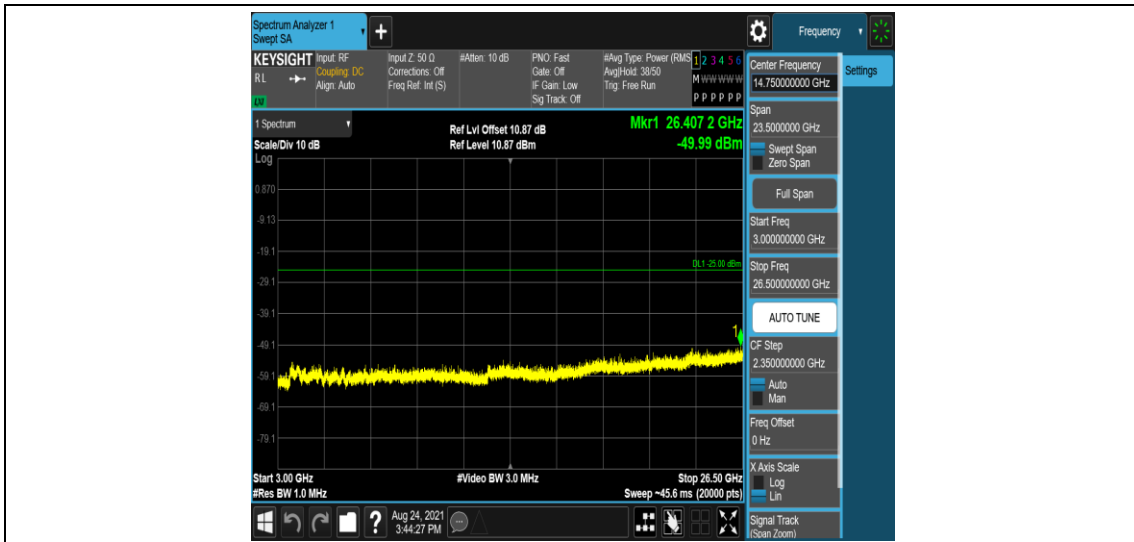 Spectrum Analyzer 1
Swept SA
+
Frequency
KEYSIGHT
RL
Input: RF
Coupling: DC
Align: Auto
Input Z: 50 Ω
Corrections: Off
Freq Ref: Int (S)
#Atten: 10 dB
PNO: Fast
Gate: Off
IF Gain: Low
Sig Track: Off
#Avg Type: Power (RMS
Avg|Hold: 38/50
Trig: Free Run
1 2 3 4 5 6
M W W W W W
P P P P P P
Center Frequency
14.750000000 GHz
Settings
1 Spectrum
Scale/Div 10 dB
Log
Ref Lvl Offset 10.87 dB
Ref Level 10.87 dBm
Mkr1 26.407 2 GHz
-49.99 dBm
Span
23.5000000 GHz
Swept Span
Zero Span
Full Span
Start Freq
3.000000000 GHz
Stop Freq
26.500000000 GHz
AUTO TUNE
CF Step
2.350000000 GHz
Auto
Man
Freq Offset
0 Hz
X Axis Scale
Log
Lin
Signal Track
(Span Zoom)
0.870
-9.13
-19.1
DL1 -25.00 dBm
-29.1
-39.1
1
-49.1
-59.1
-69.1
-79.1
Start 3.00 GHz
#Video BW 3.0 MHz
Stop 26.50 GHz
#Res BW 1.0 MHz
Sweep ~45.6 ms (20000 pts)
?
Aug 24, 2021
3:44:27 PM